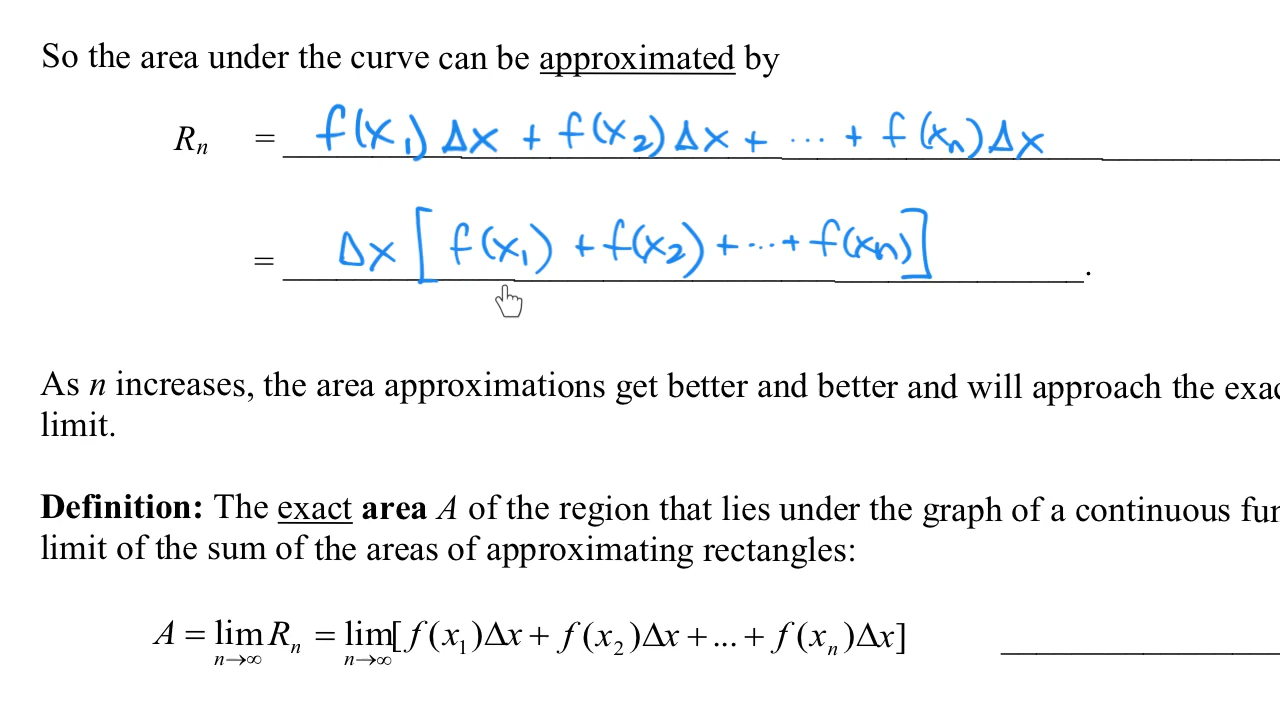 So the area under the curve can be approximated by
Rₙ = f(x₁)Δx + f(x₂)Δx + ··· + f(xₙ)Δx
= Δx[f(x₁) + f(x₂) + ··· + f(xₙ)].
As n increases, the area approximations get better and better and will approach the exac
limit.
Definition: The exact area A of the region that lies under the graph of a continuous fun
limit of the sum of the areas of approximating rectangles:
A = lim n→∞ Rₙ = lim n→∞ [f(x₁)Δx + f(x₂)Δx + ... + f(xₙ)Δx]